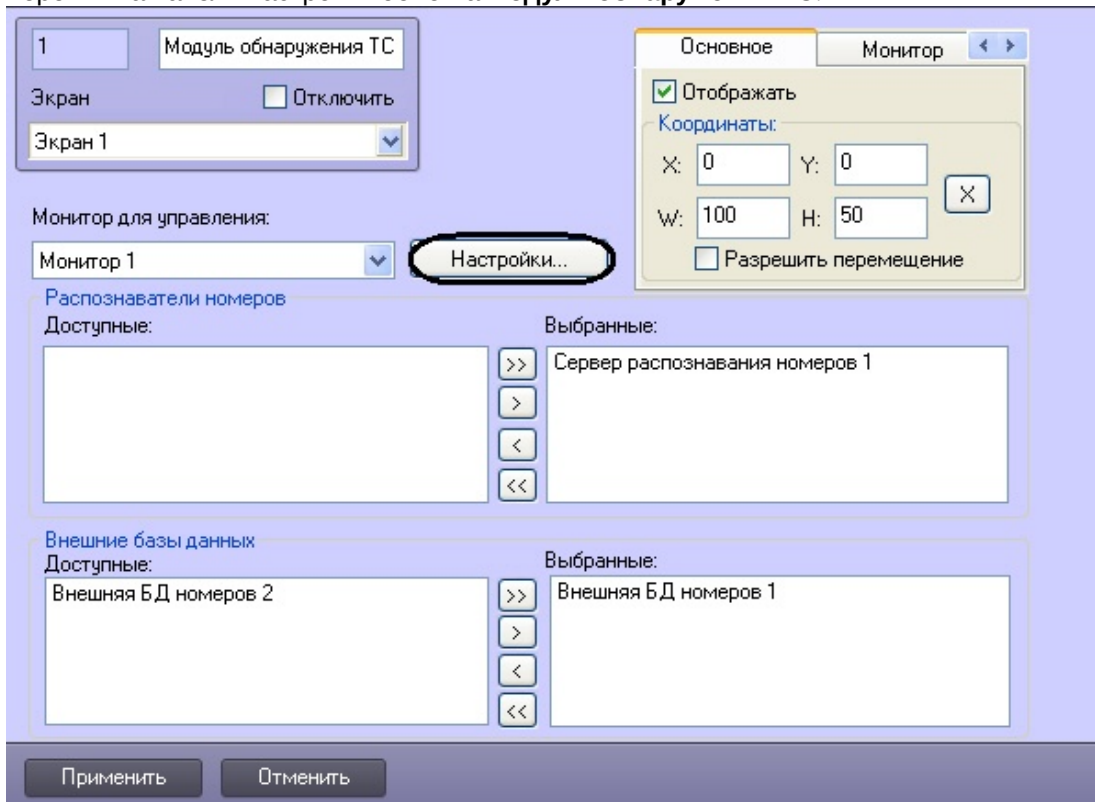 1
Модуль обнаружения ТС
Экран
Отключить
Экран 1
Основное
Монитор
Отображать
Координаты:
X: 0 Y: 0
X
W: 100 H: 50
Разрешить перемещение
Монитор для управления:
Монитор 1
Настройки...
Распознаватели номеров
Доступные:
Выбранные:
>>
>
<
<<
Сервер распознавания номеров 1
Внешние базы данных
Доступные:
Выбранные:
Внешняя БД номеров 2
>>
>
<
<<
Внешняя БД номеров 1
Применить
Отменить